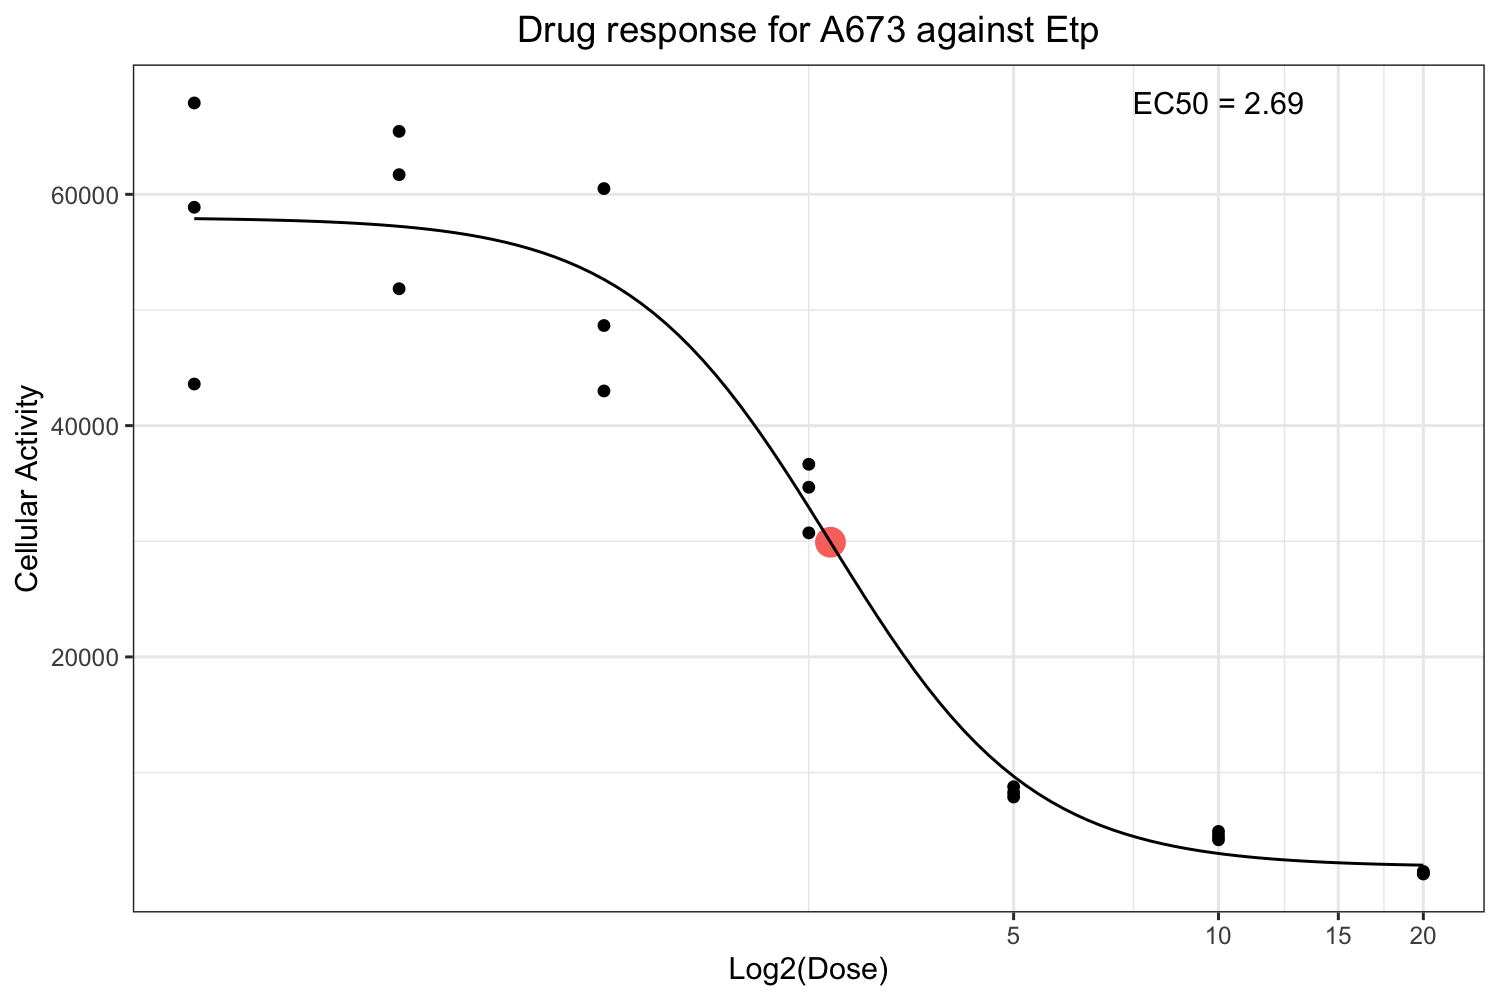 Drug response for A673 against Etp
EC50 = 2.69
60000
40000
20000
Cellular Activity
5 10 15 20
Log2(Dose)